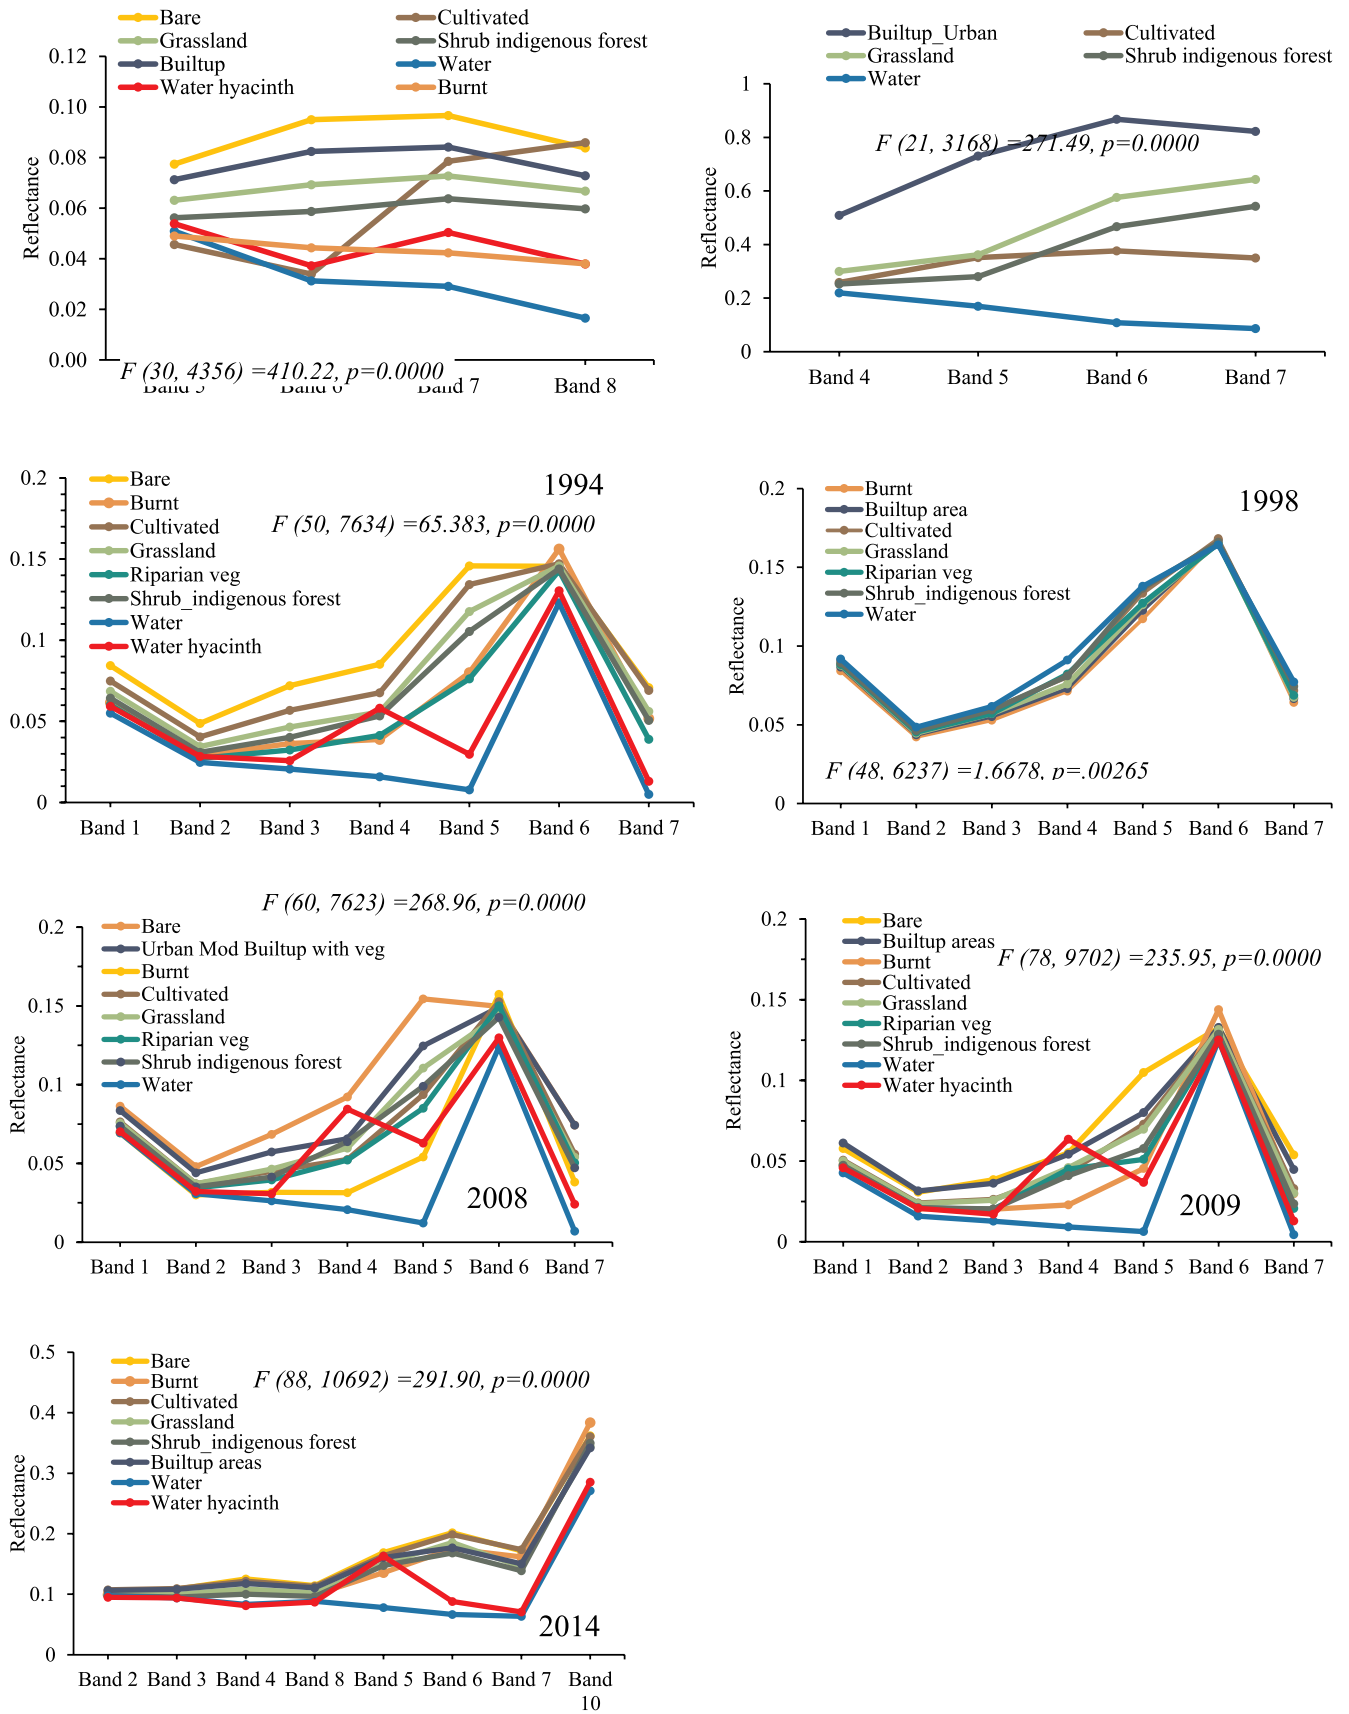 Bare
Cultivated
Grassland
Shrub indigenous forest
Builtup
Water
Water hyacinth
Burnt
0.12
0.10
0.08
0.06
0.04
0.02
0.00
Reflectance
F (30, 4356) =410.22, p=0.0000
Band 5 Band 6 Band 7 Band 8
Builtup_Urban
Cultivated
Grassland
Shrub indigenous forest
Water
1
0.8
0.6
0.4
0.2
0
Reflectance
F (21, 3168) =271.49, p=0.0000
Band 4 Band 5 Band 6 Band 7
0.2
0.15
0.1
0.05
0
Bare
Burnt
Cultivated
Grassland
Riparian veg
Shrub_indigenous forest
Water
Water hyacinth
1994
F (50, 7634) =65.383, p=0.0000
Band 1 Band 2 Band 3 Band 4 Band 5 Band 6 Band 7
0.2
0.15
0.1
0.05
0
Reflectance
Burnt
Builtup area
Cultivated
Grassland
Riparian veg
Shrub_indigenous forest
Water
1998
F (48, 6237) =1.6678, p=.00265
Band 1 Band 2 Band 3 Band 4 Band 5 Band 6 Band 7
F (60, 7623) =268.96, p=0.0000
0.2
0.15
0.1
0.05
0
Reflectance
Bare
Urban Mod Builtup with veg
Burnt
Cultivated
Grassland
Riparian veg
Shrub indigenous forest
Water
2008
Band 1 Band 2 Band 3 Band 4 Band 5 Band 6 Band 7
0.2
0.15
0.1
0.05
0
Reflectance
Bare
Builtup areas
Burnt
Cultivated
Grassland
Riparian veg
Shrub_indigenous forest
Water
Water hyacinth
F (78, 9702) =235.95, p=0.0000
2009
Band 1 Band 2 Band 3 Band 4 Band 5 Band 6 Band 7
0.5
0.4
0.3
0.2
0.1
0
Reflectance
Bare
Burnt
Cultivated
Grassland
Shrub_indigenous forest
Builtup areas
Water
Water hyacinth
F (88, 10692) =291.90, p=0.0000
2014
Band 2 Band 3 Band 4 Band 8 Band 5 Band 6 Band 7 Band
10